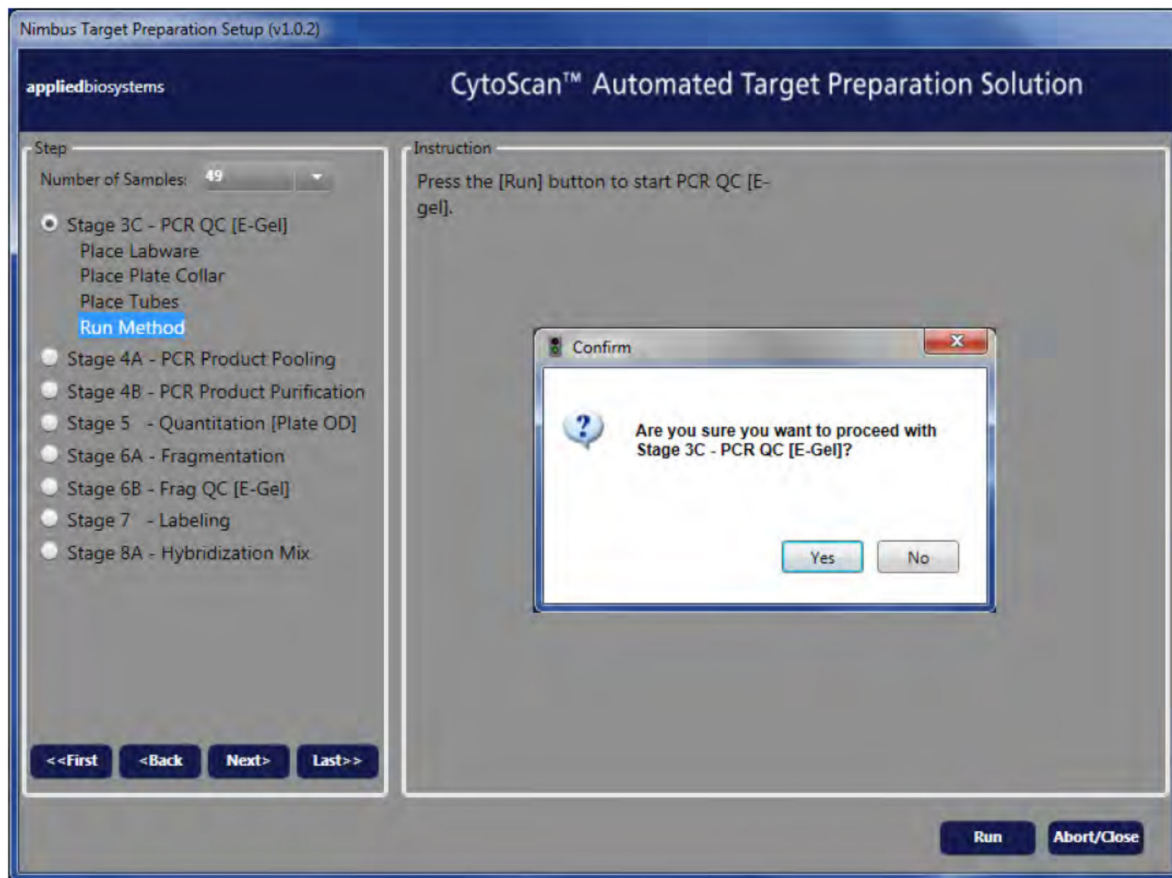 Nimbus Target Preparation Setup (v1.0.2)
appliedbiosystems
CytoScan™ Automated Target Preparation Solution
Step
Number of Samples: 49
Stage 3C - PCR QC [E-Gel]
Place Labware
Place Plate Collar
Place Tubes
Run Method
Stage 4A - PCR Product Pooling
Stage 4B - PCR Product Purification
Stage 5 - Quantitation [Plate OD]
Stage 6A - Fragmentation
Stage 6B - Frag QC [E-Gel]
Stage 7 - Labeling
Stage 8A - Hybridization Mix
<<First <Back Next> Last>>
Instruction
Press the [Run] button to start PCR QC [E-
gel].
Confirm
Are you sure you want to proceed with
Stage 3C - PCR QC [E-Gel]?
Yes No
Run Abort/Close